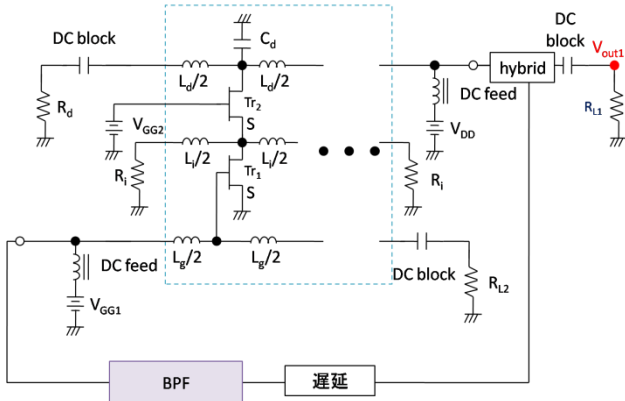 DC block
C_d
DC block
V_out1
L_d/2
L_d/2
hybrid
R_d
Tr_2
DC feed
R_L1
V_GG2
S
V_DD
L_i/2
L_i/2
R_i
Tr_1
R_i
S
DC feed
L_g/2
L_g/2
DC block
R_L2
V_GG1
BPF
遅延